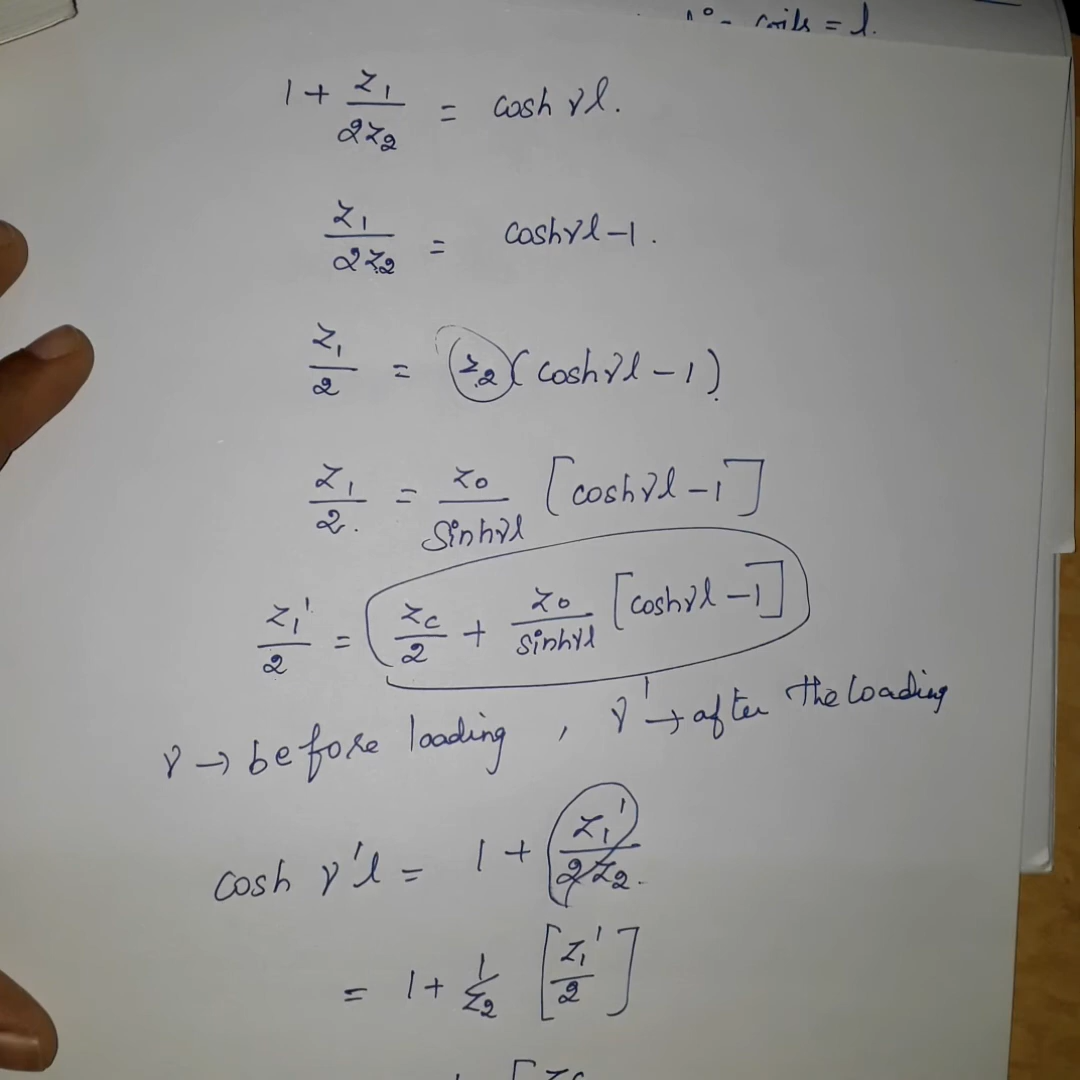 coils = l.
1 + z₁/2z₂ = cosh γl.
z₁/2z₂ = coshγl - 1.
z₁/2 = z₂ (coshγl - 1)
z₁/2. = z₀/sinhγl [coshγl - 1]
z₁'/2 = zc/2 + z₀/sinhγl [coshγl - 1]
γ → before loading, γ' → after the loading
cosh γ'l = 1 + z₁'/2z₂.
= 1 + 1/z₂ [z₁'/2]